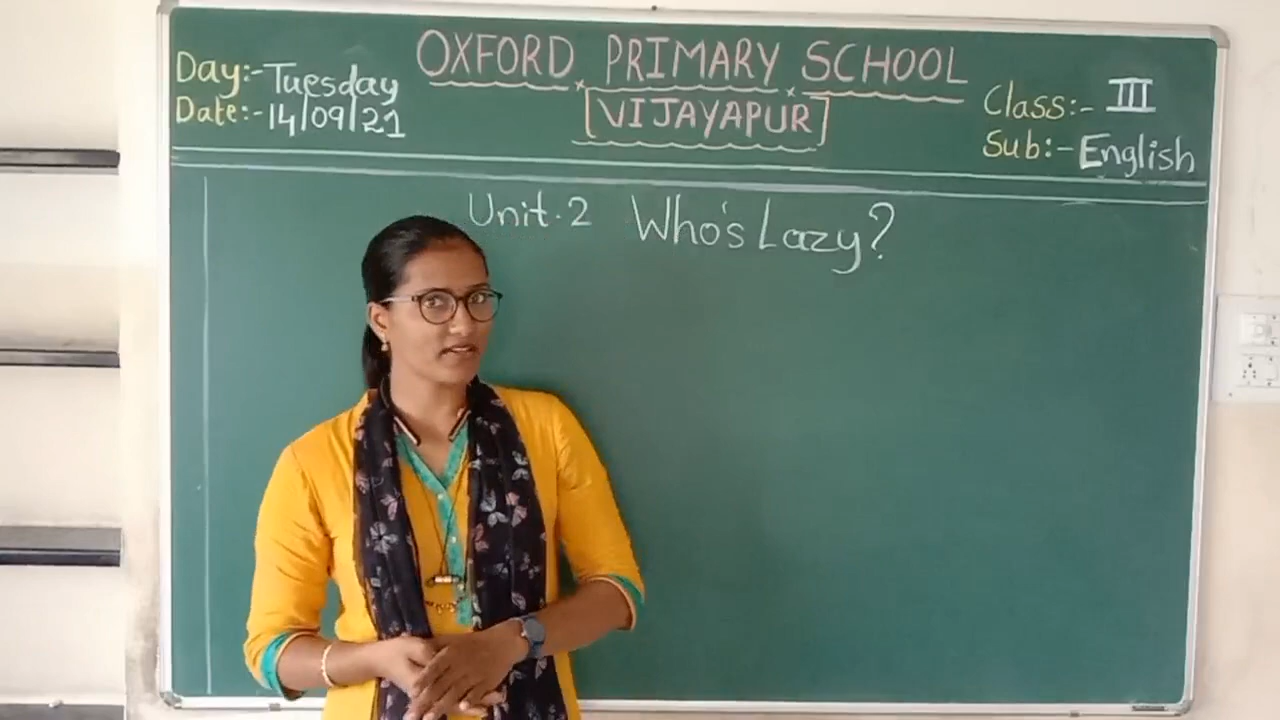 OXFORD PRIMARY SCHOOL
[VIJAYAPUR]
Day:-Tuesday
Date:-14/09/21
Class:- III
Sub:-English
Unit.2 Who's Lazy?